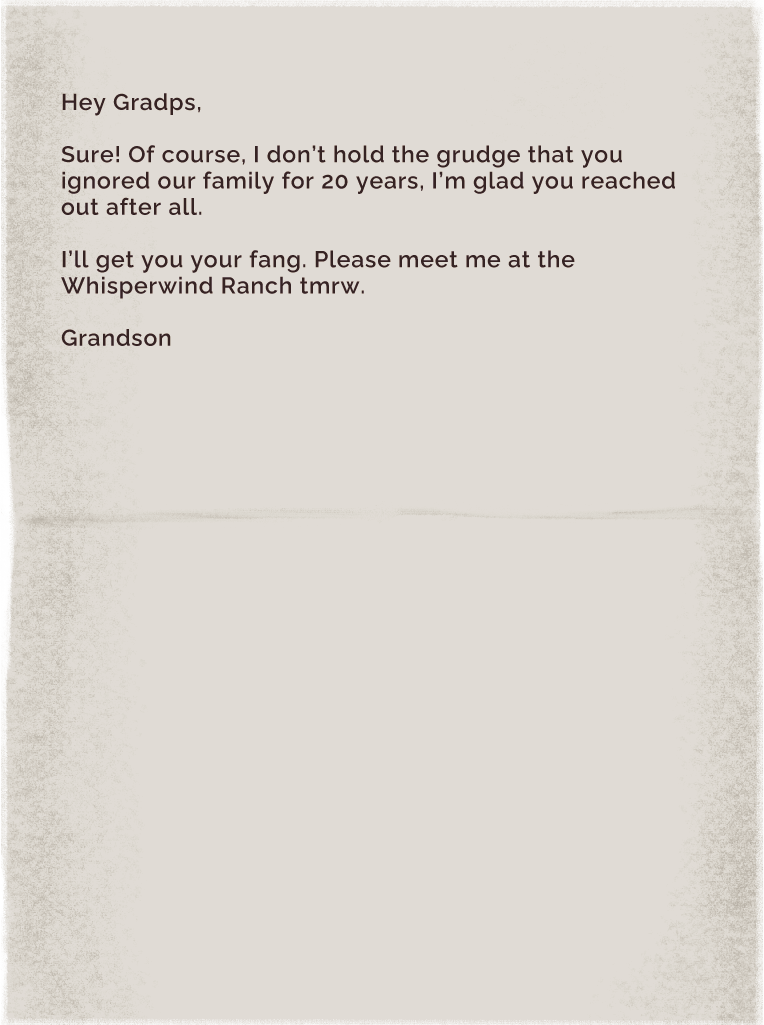 Hey Gradps,
Sure! Of course, I don’t hold the grudge that you
ignored our family for 20 years, I’m glad you reached
out after all.
I’ll get you your fang. Please meet me at the
Whisperwind Ranch tmrw.
Grandson